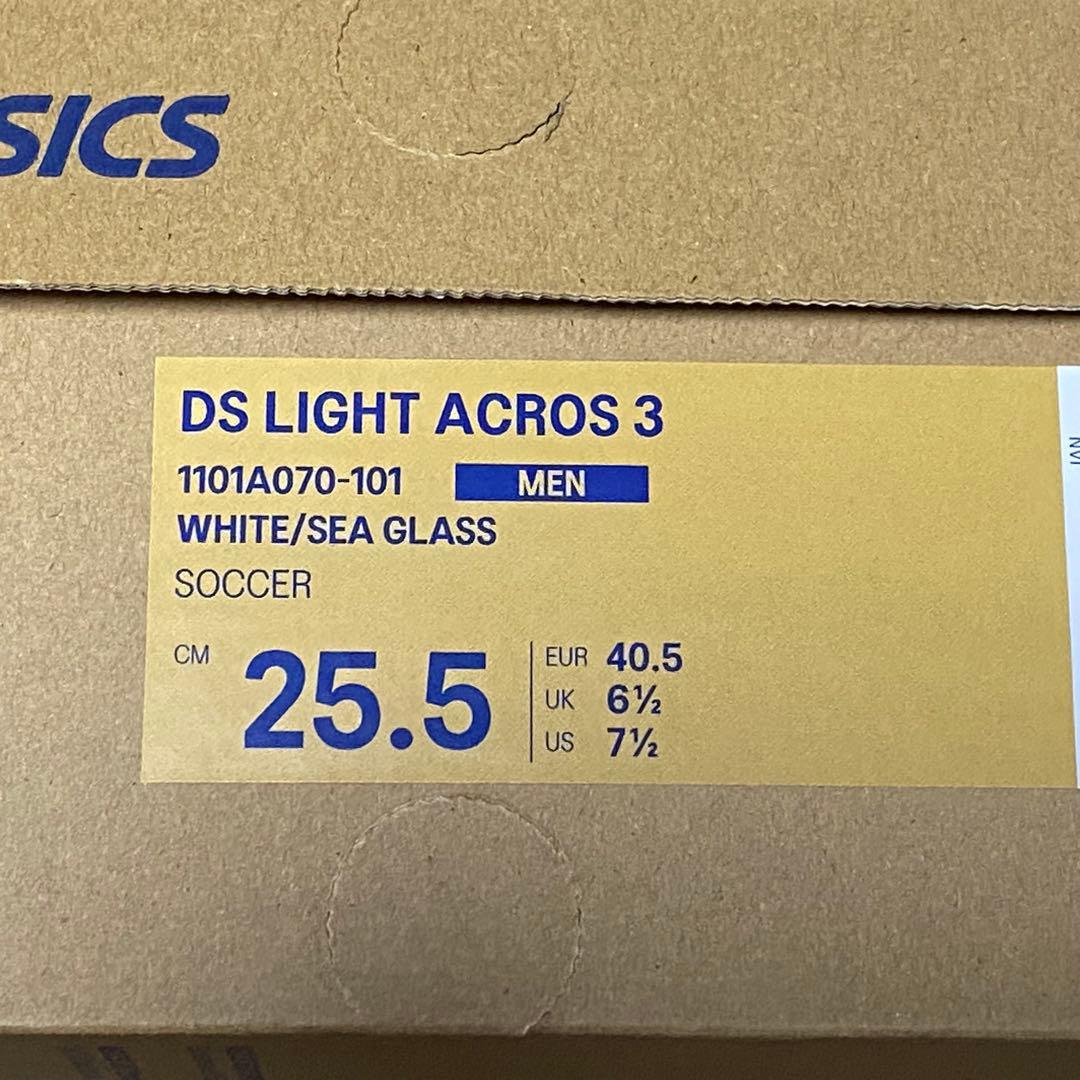 SICS
DS LIGHT ACROS 3
1101A070-101 MEN
WHITE/SEA GLASS
SOCCER
CM 25.5
EUR 40.5
UK 6½
US 7½
JAN